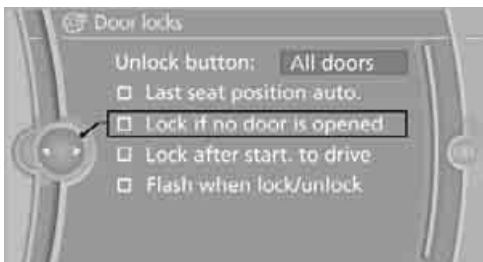 Door locks
Unlock button: All doors
Last seat position auto.
Lock if no door is opened
Lock after start. to drive
Flash when lock/unlock